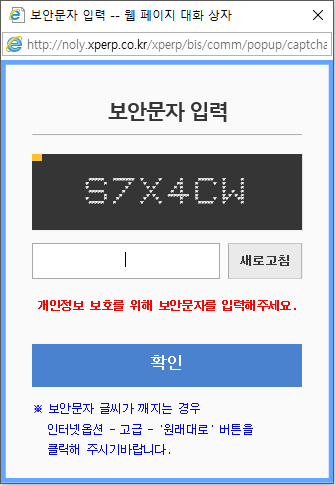 보안문자 입력 -- 웹 페이지 대화 상자
http://noly.xperp.co.kr/xperp/bis/comm/popup/captcha
보안문자 입력
S7X4CW
새로고침
개인정보 보호를 위해 보안문자를 입력해주세요.
확인
※ 보안문자 글씨가 깨지는 경우
인터넷옵션 - 고급 - '원래대로' 버튼을
클릭해 주시기바랍니다.